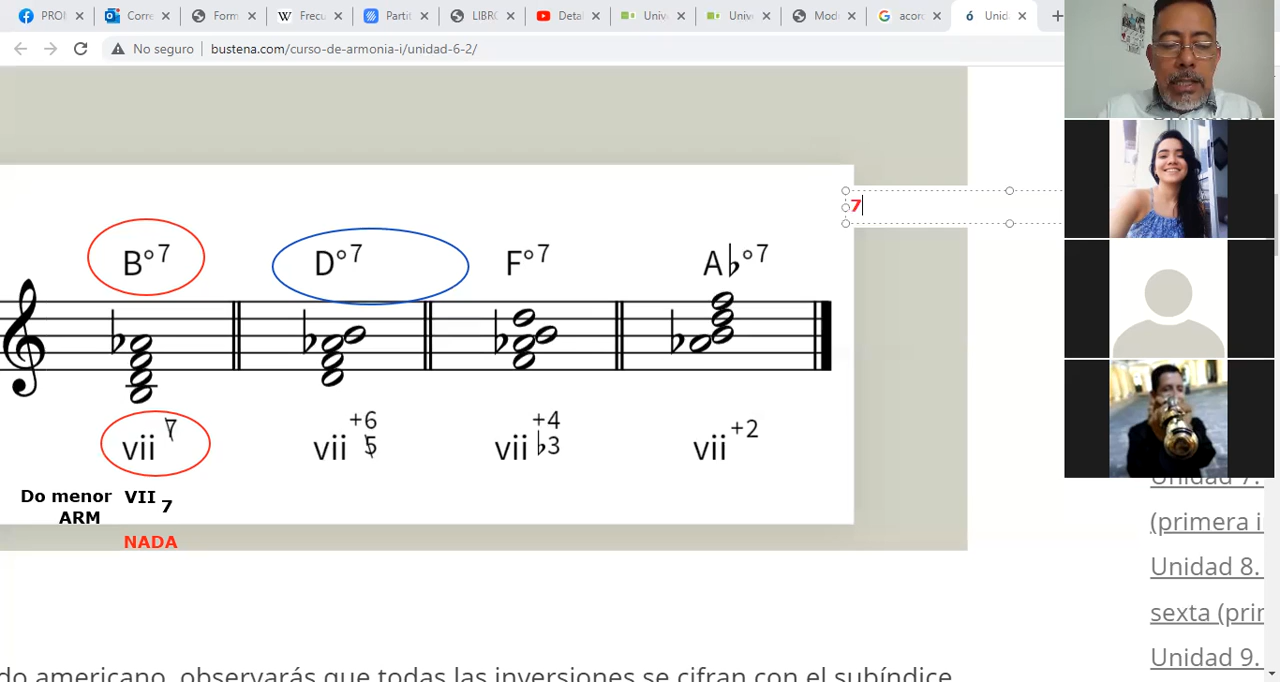 PROI Corre Form Frecu Partit LIBRO Detal Unive Unive Mod acord Unida
No seguro bustena.com/curso-de-armonia-i/unidad-6-2/
7
B°7 D°7 F°7 A♭°7
vii 7 vii +6 5 vii +4 ♭3 vii +2
Do menor VII 7
ARM
NADA
Unidad 7.
(primera i
Unidad 8.
sexta (prir
Unidad 9.
do americano, observarás que todas las inversiones se cifran con el subíndice